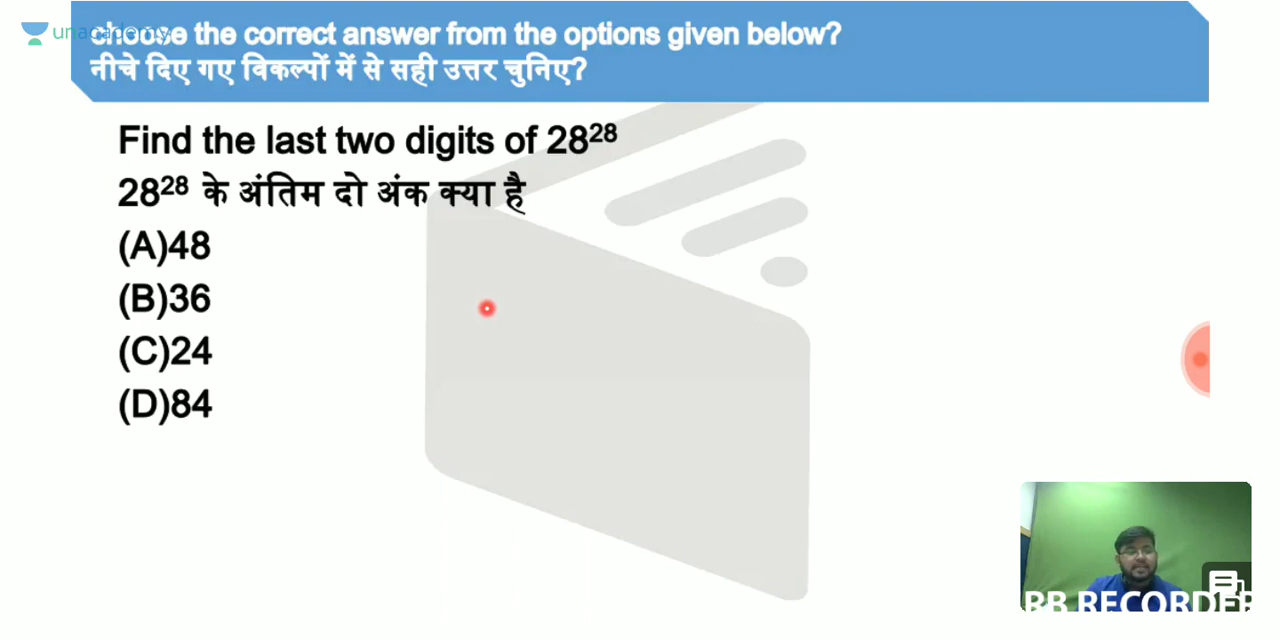 unacademy
choose the correct answer from the options given below?
नीचे दिए गए विकल्पों में से सही उत्तर चुनिए?
Find the last two digits of 28²⁸
28²⁸ के अंतिम दो अंक क्या है
(A)48
(B)36
(C)24
(D)84
RECORDER